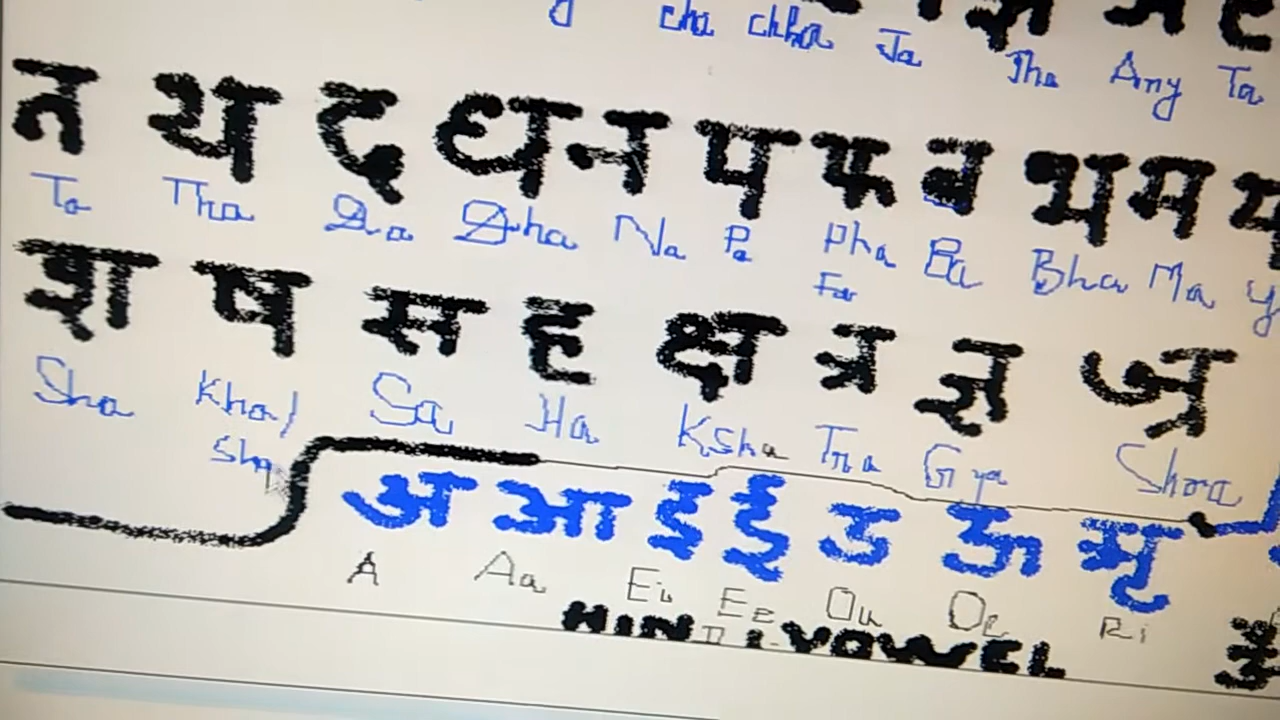 cha chha Ja Jha Any Ta
त थ द ध न प फ ब भ म
Ta Tha Da Dha Na Pa Pha Ba Bha Ma
Fa
श ष स ह क्ष त्र ज्ञ श्र
Sha Kha/ Sa Ha Ksha Tra Gya Shra
Sha
अ आ इ ई उ ऊ ऋ
A Aa Ei Ee Ou Oe Ri
HINDI VOWEL